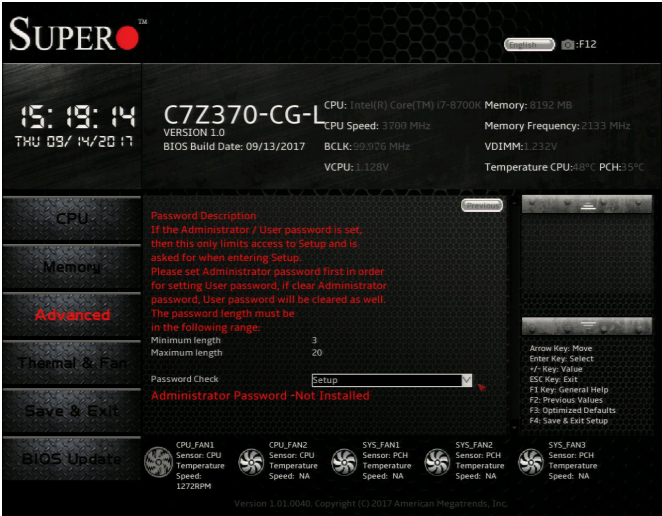 SUPER TM
English :F12
15: 19: 14
THU 09/ 14/2017
C7Z370-CG-L
VERSION 1.0
BIOS Build Date: 09/13/2017
CPU: Intel(R) Core(TM) i7-8700K
CPU Speed: 3700 MHz
BCLK:99.976 MHz
VCPU:1.128V
Memory: 8192 MB
Memory Frequency:2133 MHz
VDIMM:1.232V
Temperature CPU:48°C PCH:35°C
CPU
Memory
Advanced
Thermal & Fan
Save & Exit
BIOS Update
Previous
Password Description
If the Administrator / User password is set,
then this only limits access to Setup and is
asked for when entering Setup.
Please set Administrator password first in order
for setting User password, if clear Administrator
password, User password will be cleared as well.
The password length must be
in the following range:
Minimum length 3
Maximum length 20
Password Check Setup
Administrator Password -Not Installed
Arrow Key: Move
Enter Key: Select
+/- Key: Value
ESC Key: Exit
F1 Key: General Help
F2: Previous Values
F3: Optimized Defaults
F4: Save & Exit Setup
CPU_FAN1
Sensor: CPU
Temperature
Speed:
1272RPM
CPU_FAN2
Sensor: CPU
Temperature
Speed: NA
SYS_FAN1
Sensor: PCH
Temperature
Speed: NA
SYS_FAN2
Sensor: PCH
Temperature
Speed: NA
SYS_FAN3
Sensor: PCH
Temperature
Speed: NA
Version 1.01.0040. Copyright (C) 2017 American Megatrends, Inc.